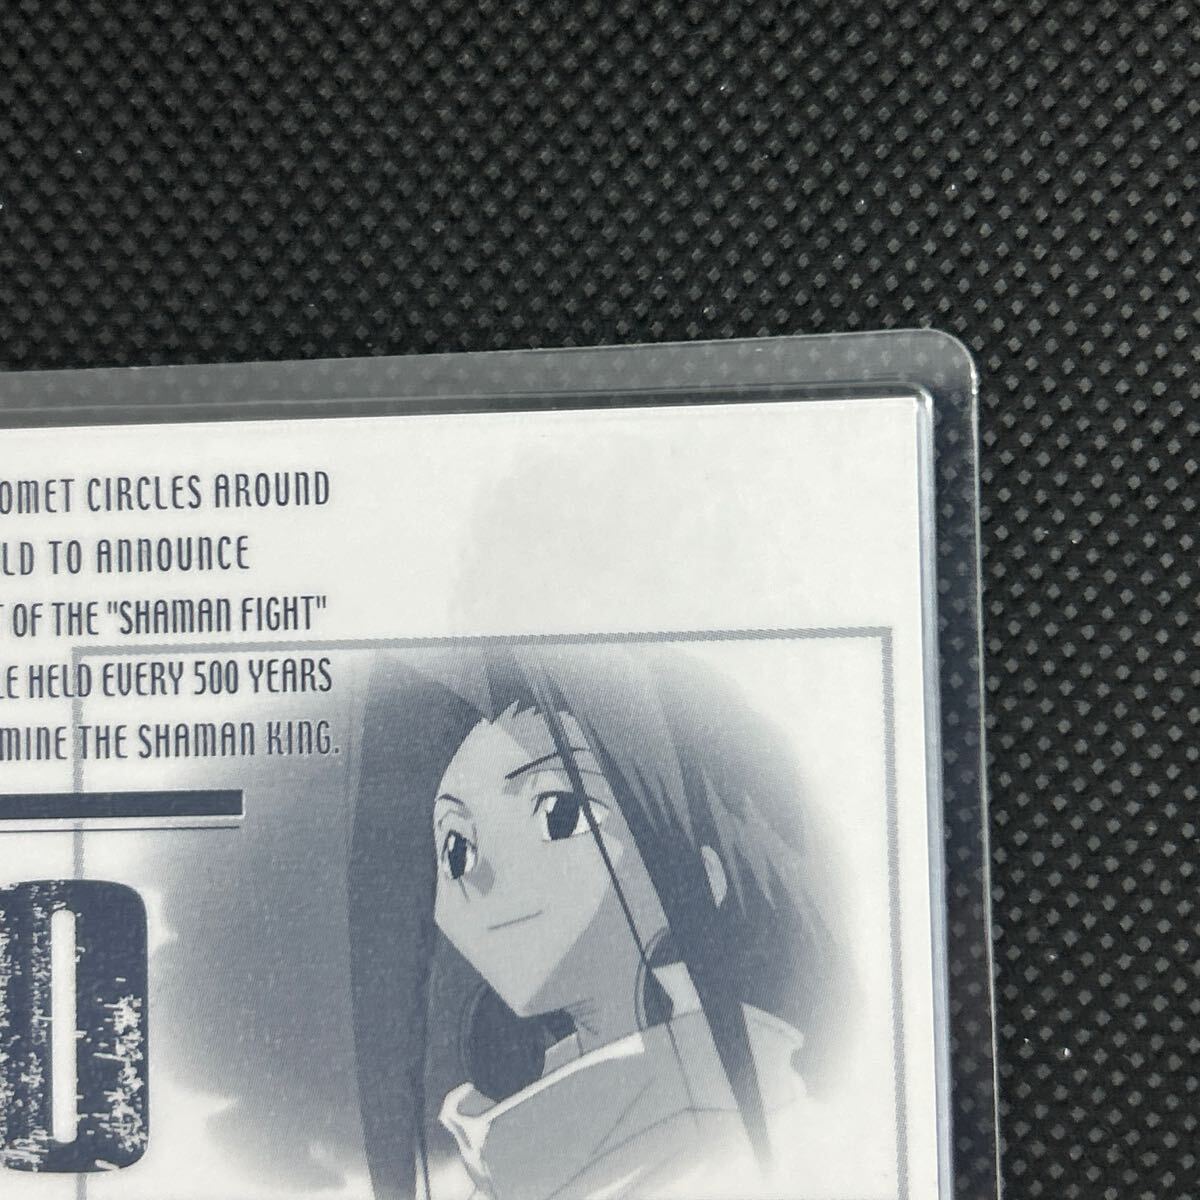 OMET CIRCLES AROUND
LD TO ANNOUNCE
T OF THE "SHAMAN FIGHT"
LE HELD EVERY 500 YEARS
MINE THE SHAMAN KING.